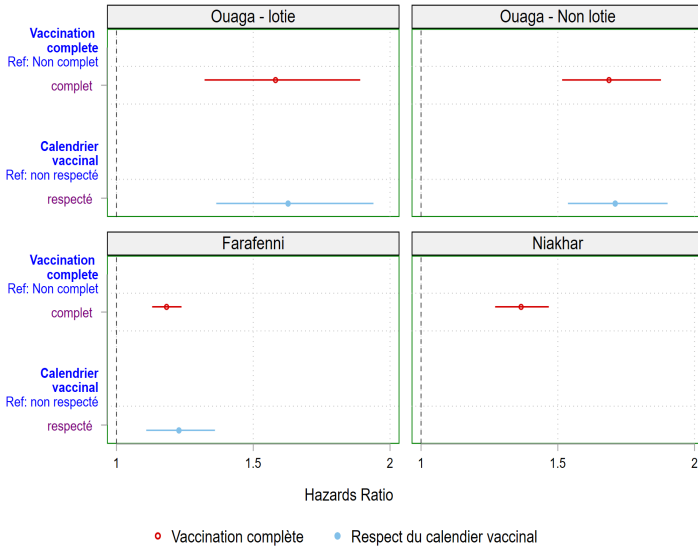 Ouaga - lotie
Ouaga - Non lotie
Vaccination
complete
Ref: Non complet
complet
Calendrier
vaccinal
Ref: non respecté
respecté
Farafenni
Niakhar
Vaccination
complete
Ref: Non complet
complet
Calendrier
vaccinal
Ref: non respecté
respecté
1 1.5 2 1 1.5 2
Hazards Ratio
Vaccination complète Respect du calendrier vaccinal